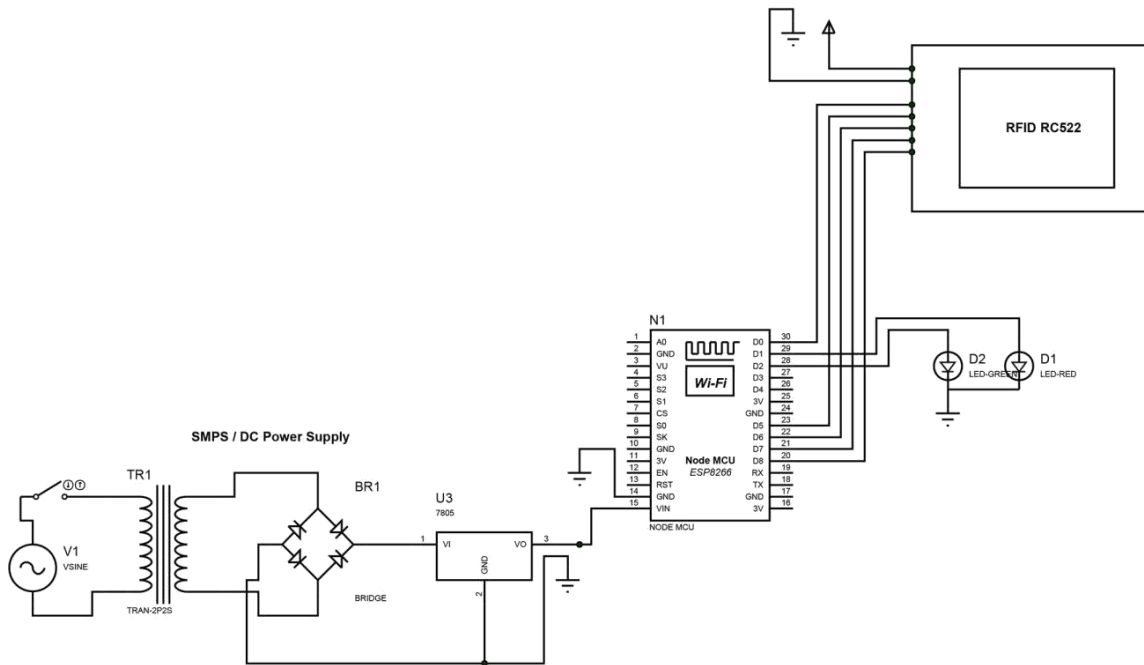 RFID RC522
N1
1 A0 D0 30
2 GND D1 29
3 VU D2 28
4 S3 D3 27
5 S2 D4 26
6 S1 3V 25
7 CS GND 24
8 S0 D5 23
9 SK D6 22
10 GND D7 21
11 3V D8 20
12 EN RX 19
13 RST TX 18
14 GND GND 17
15 VIN 3V 16
Wi-Fi
Node MCU
ESP8266
NODE MCU
D2
LED-GREEN
D1
LED-RED
SMPS / DC Power Supply
TR1
TRAN-2P2S
BR1
BRIDGE
U3
7805
1 VI VO 3
GND
2
V1
VSINE